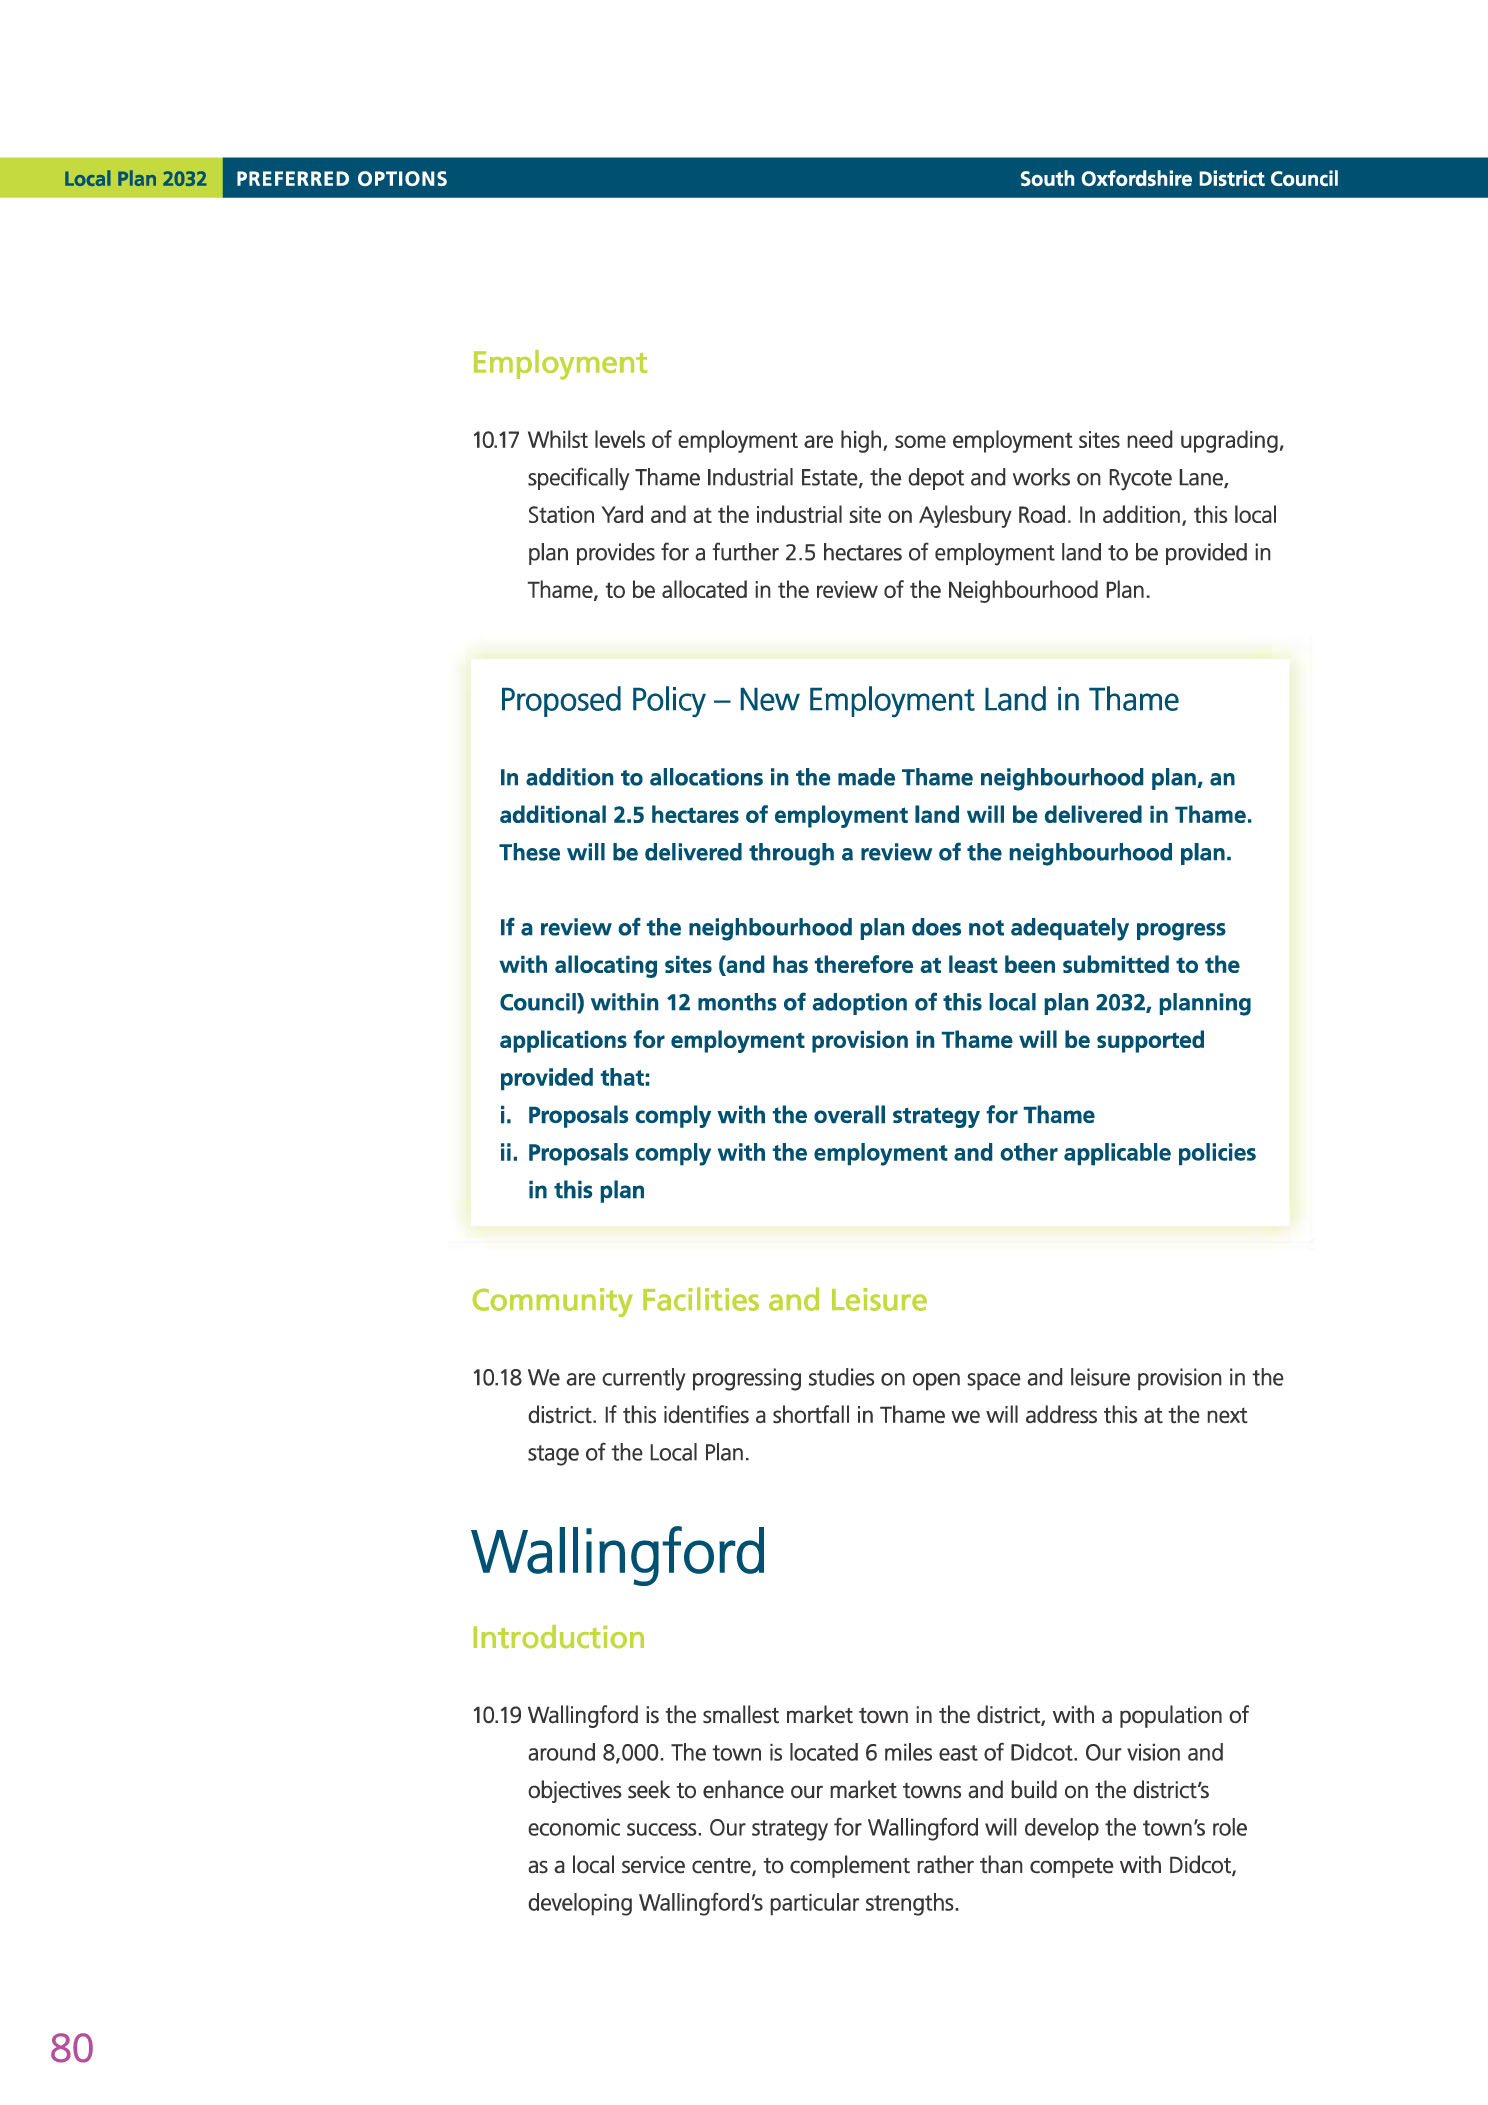 Local Plan 2032 PREFERRED OPTIONS South Oxfordshire District Council
Employment
10.17 Whilst levels of employment are high, some employment sites need upgrading,
specifically Thame Industrial Estate, the depot and works on Rycote Lane,
Station Yard and at the industrial site on Aylesbury Road. In addition, this local
plan provides for a further 2.5 hectares of employment land to be provided in
Thame, to be allocated in the review of the Neighbourhood Plan.
Proposed Policy – New Employment Land in Thame
In addition to allocations in the made Thame neighbourhood plan, an
additional 2.5 hectares of employment land will be delivered in Thame.
These will be delivered through a review of the neighbourhood plan.
If a review of the neighbourhood plan does not adequately progress
with allocating sites (and has therefore at least been submitted to the
Council) within 12 months of adoption of this local plan 2032, planning
applications for employment provision in Thame will be supported
provided that:
i. Proposals comply with the overall strategy for Thame
ii. Proposals comply with the employment and other applicable policies
in this plan
Community Facilities and Leisure
10.18 We are currently progressing studies on open space and leisure provision in the
district. If this identifies a shortfall in Thame we will address this at the next
stage of the Local Plan.
Wallingford
Introduction
10.19 Wallingford is the smallest market town in the district, with a population of
around 8,000. The town is located 6 miles east of Didcot. Our vision and
objectives seek to enhance our market towns and build on the district’s
economic success. Our strategy for Wallingford will develop the town’s role
as a local service centre, to complement rather than compete with Didcot,
developing Wallingford’s particular strengths.
80